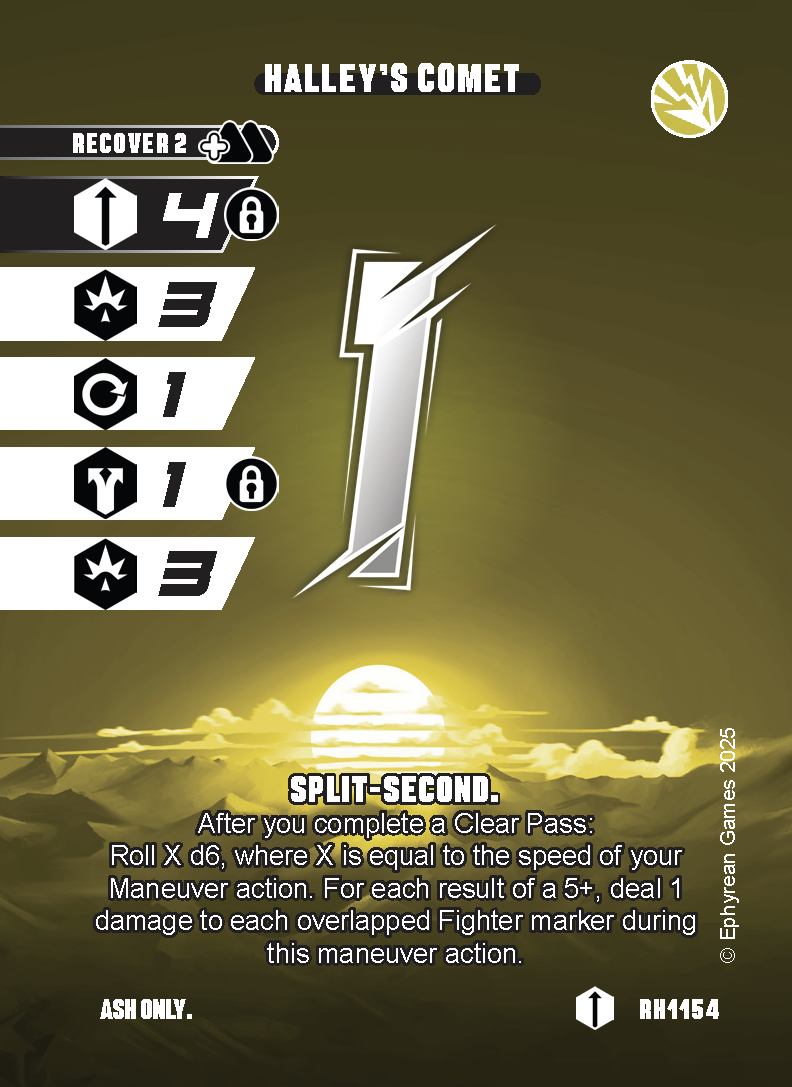 HALLEY'S COMET
RECOVER 2
4
3
1
1
3
1
SPLIT-SECOND.
After you complete a Clear Pass:
Roll X d6, where X is equal to the speed of your
Maneuver action. For each result of a 5+, deal 1
damage to each overlapped Fighter marker during
this maneuver action.
© Ephyrean Games 2025
ASH ONLY.
RH1154